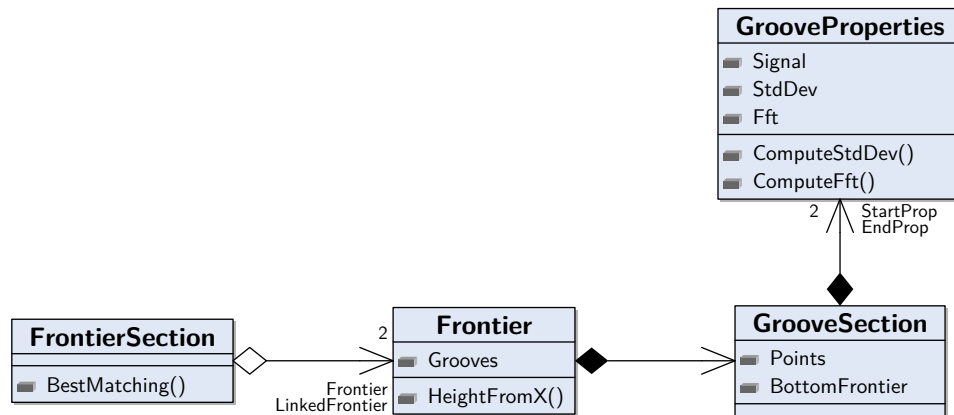 GrooveProperties
Signal
StdDev
Fft
ComputeStdDev()
ComputeFft()
2
StartProp
EndProp
FrontierSection
BestMatching()
2
Frontier
LinkedFrontier
Frontier
Grooves
HeightFromX()
GrooveSection
Points
BottomFrontier